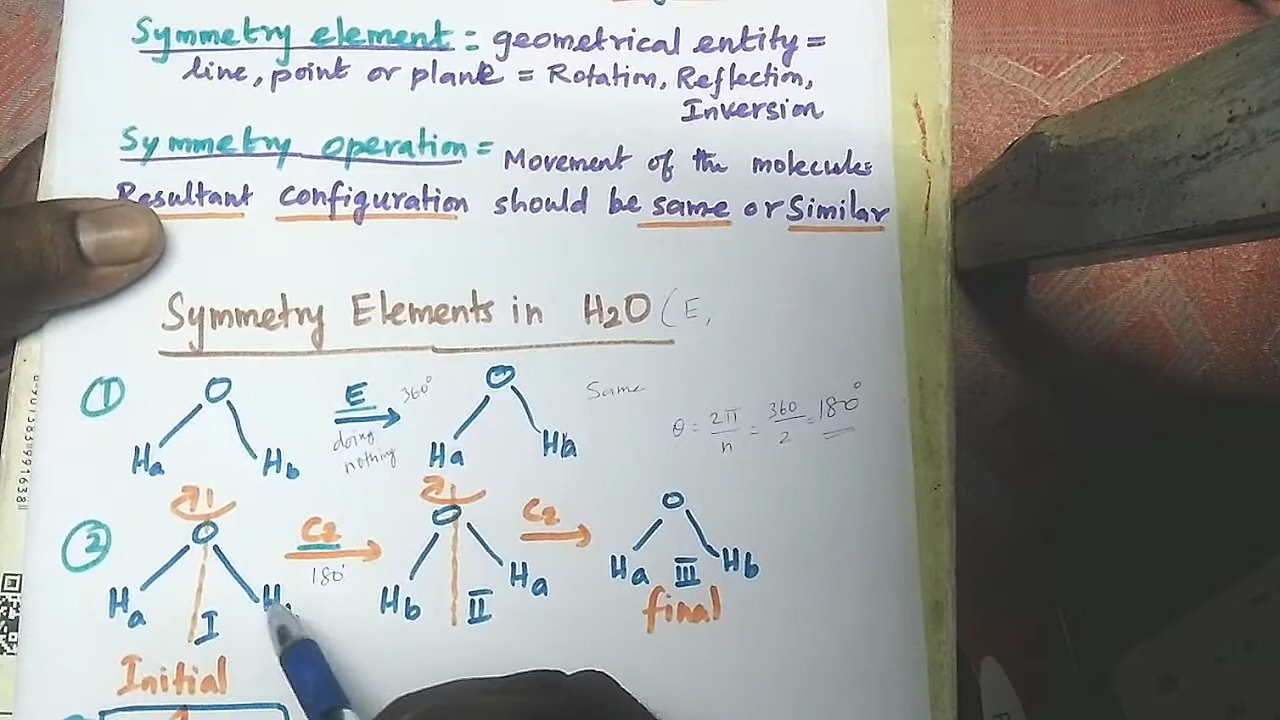 Symmetry element = geometrical entity =
line, point or plane = Rotation, Reflection,
Inversion
Symmetry operation = Movement of the molecules
Resultant configuration should be same or Similar
Symmetry Elements in H2O (E,
1 O Ha Hb E 360° doing nothing O Ha Same
θ = 2π/n = 360/2 = 180°
2 O Ha I C2 180° O Hb Ha II C2 O Ha Hb III
Initial final